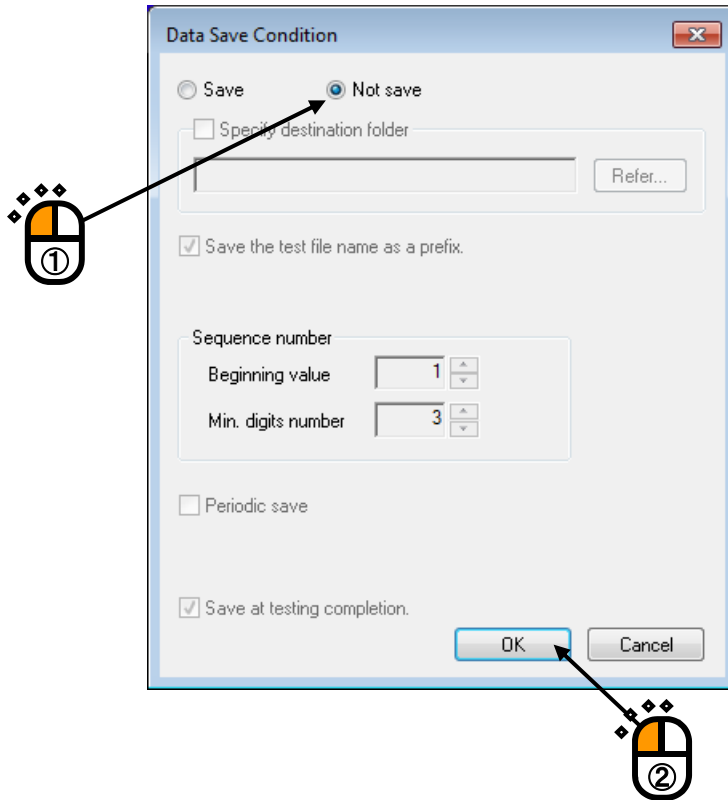 Data Save Condition
Save Not save
Specify destination folder
Refer...
①
Save the test file name as a prefix.
Sequence number
Beginning value 1
Min. digits number 3
Periodic save
Save at testing completion.
OK Cancel
②